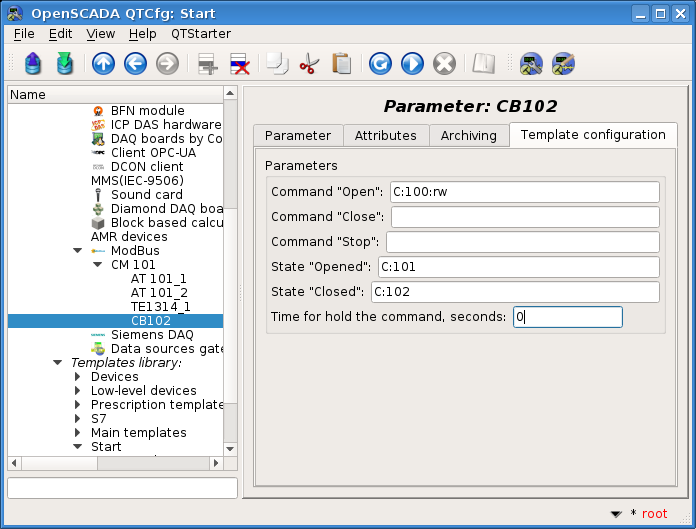 OpenSCADA QTCfg: Start
File Edit View Help QTStarter
Name
BFN module
ICP DAS hardware
DAQ boards by Co
Client OPC-UA
DCON client
MMS(IEC-9506)
Sound card
Diamond DAQ boa
Block based calcu
AMR devices
ModBus
CM 101
AT 101_1
AT 101_2
TE1314_1
CB102
Siemens DAQ
Data sources gate
Templates library:
Devices
Low-level devices
Prescription template
S7
Main templates
Start
Parameter: CB102
Parameter Attributes Archiving Template configuration
Parameters
Command "Open": C:100:rw
Command "Close":
Command "Stop":
State "Opened": C:101
State "Closed": C:102
Time for hold the command, seconds: 0
* root